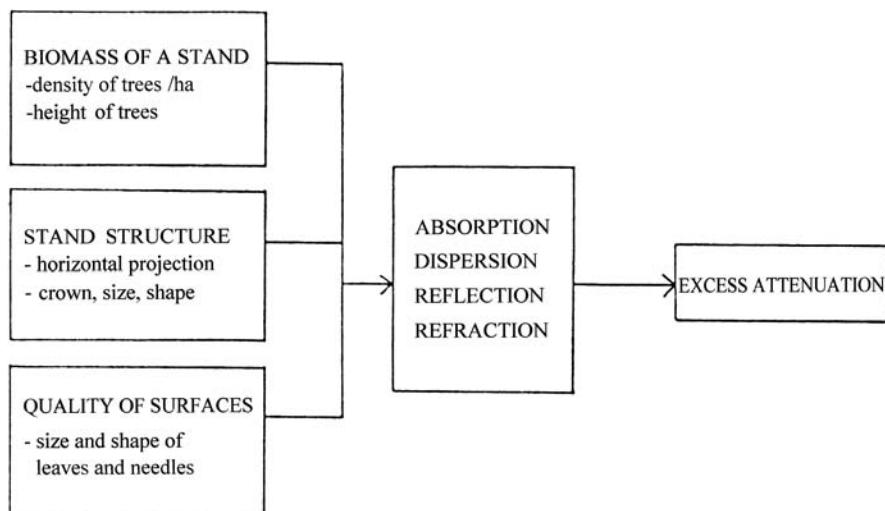 BIOMASS OF A STAND
-density of trees /ha
-height of trees
STAND STRUCTURE
- horizontal projection
- crown, size, shape
QUALITY OF SURFACES
- size and shape of
leaves and needles
ABSORPTION
DISPERSION
REFLECTION
REFRACTION
EXCESS ATTENUATION